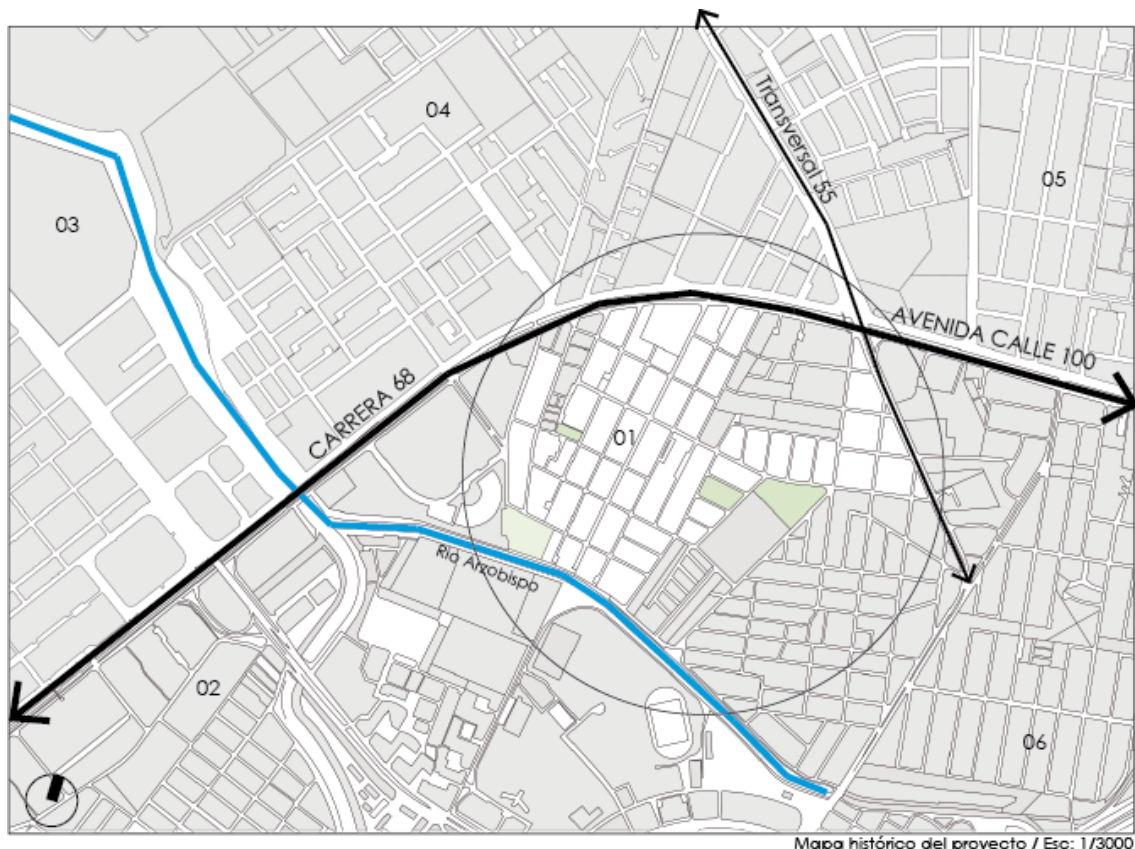 04
Transversal 55
05
03
AVENIDA CALLE 100
CARRERA 68
01
Rio Arzobispo
02
06
Mapa histórico del proyecto / Esc: 1/3000